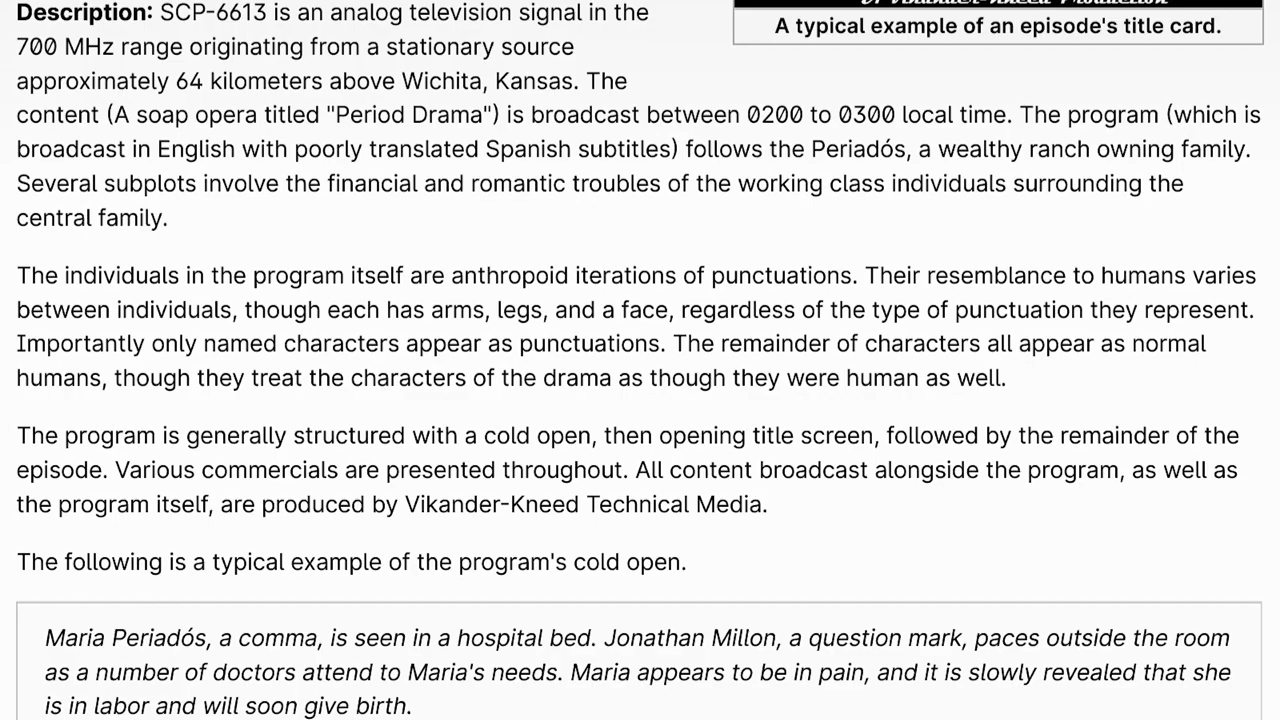 Description: SCP-6613 is an analog television signal in the
700 MHz range originating from a stationary source
approximately 64 kilometers above Wichita, Kansas. The
content (A soap opera titled "Period Drama") is broadcast between 0200 to 0300 local time. The program (which is
broadcast in English with poorly translated Spanish subtitles) follows the Periadós, a wealthy ranch owning family.
Several subplots involve the financial and romantic troubles of the working class individuals surrounding the
central family.
A typical example of an episode's title card.
The individuals in the program itself are anthropoid iterations of punctuations. Their resemblance to humans varies
between individuals, though each has arms, legs, and a face, regardless of the type of punctuation they represent.
Importantly only named characters appear as punctuations. The remainder of characters all appear as normal
humans, though they treat the characters of the drama as though they were human as well.
The program is generally structured with a cold open, then opening title screen, followed by the remainder of the
episode. Various commercials are presented throughout. All content broadcast alongside the program, as well as
the program itself, are produced by Vikander-Kneed Technical Media.
The following is a typical example of the program's cold open.
Maria Periadós, a comma, is seen in a hospital bed. Jonathan Millon, a question mark, paces outside the room
as a number of doctors attend to Maria's needs. Maria appears to be in pain, and it is slowly revealed that she
is in labor and will soon give birth.